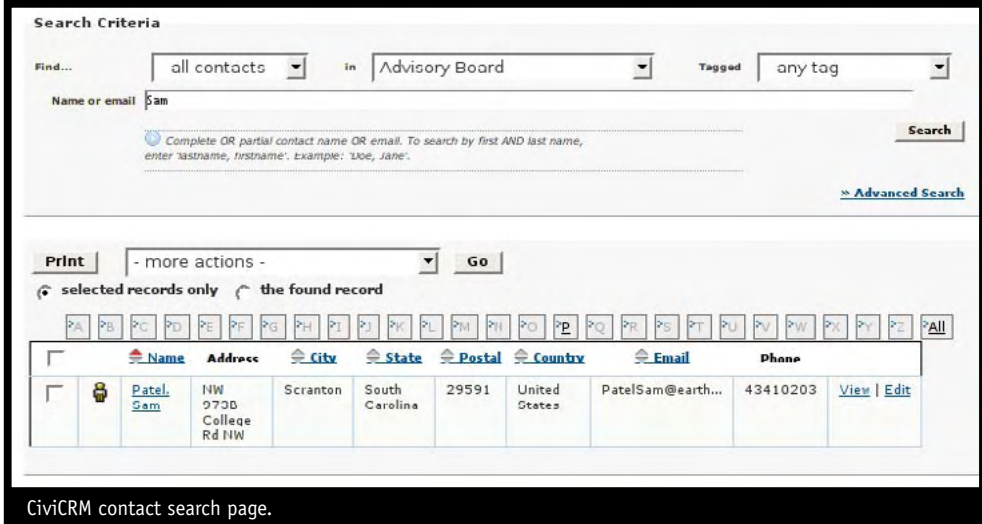 Search Criteria
Find... all contacts in Advisory Board Tagged any tag
Name or email Sam
Complete OR partial contact name OR email. To search by first AND last name,
enter 'lastname, firstname'. Example: 'Doe, Jane'.
Search
» Advanced Search
Print - more actions - Go
selected records only the found record
A B C D E F G H I J K L M N O P Q R S T U V W X Y Z All
Name Address City State Postal Country Email Phone
Patel, Sam NW 973B College Rd NW Scranton South Carolina 29591 United States PatelSam@earth... 43410203 View | Edit
CiviCRM contact search page.